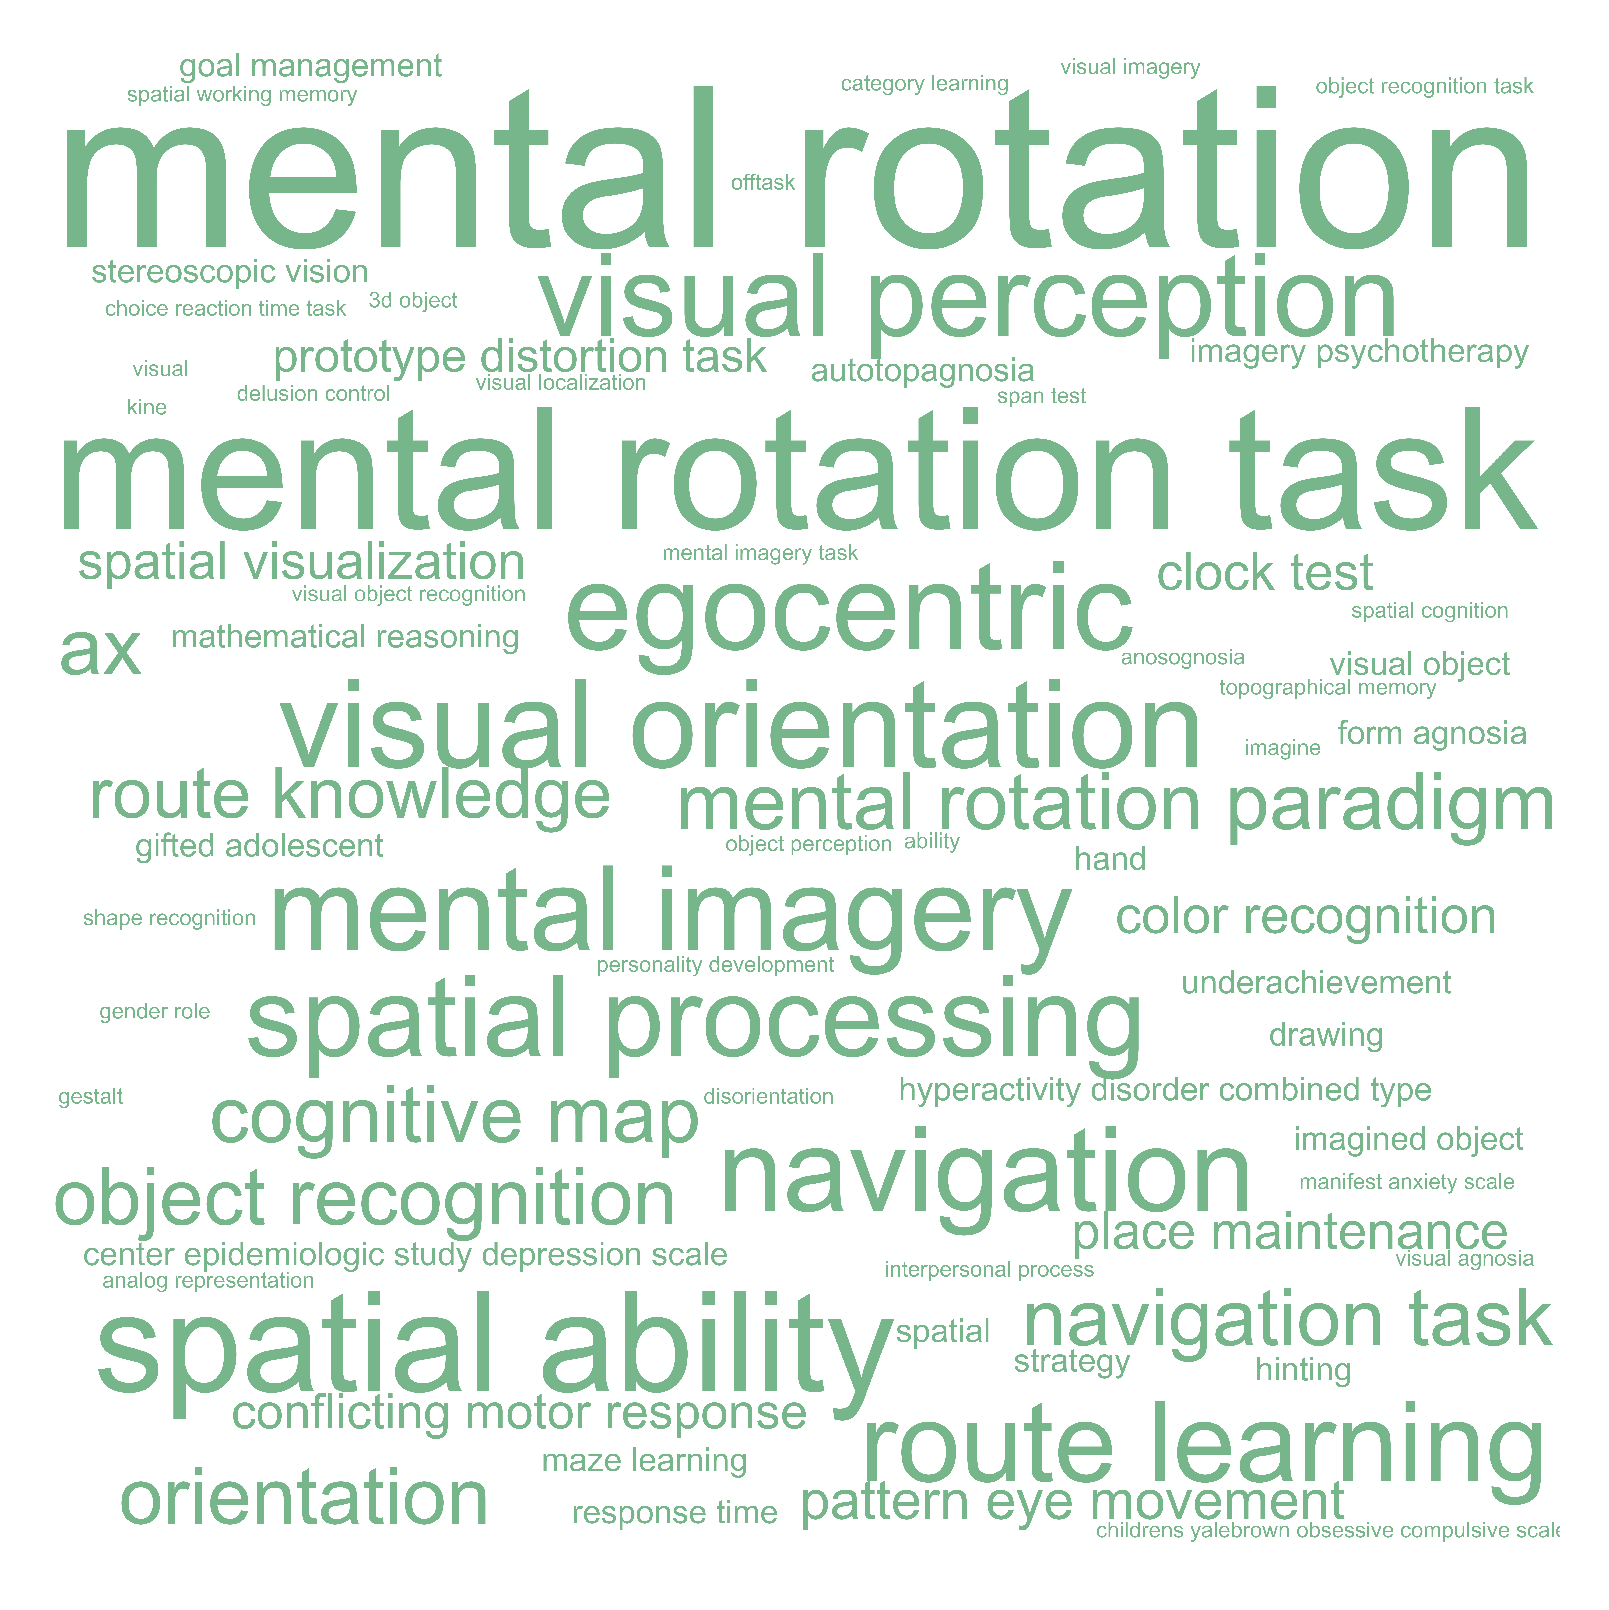 goal management
visual imagery
category learning
object recognition task
spatial working memory
mental rotation
offtask
stereoscopic vision
visual perception
choice reaction time task
3d object
prototype distortion task
imagery psychotherapy
visual
autotopagnosia
visual localization
delusion control
span test
kine
mental rotation task
mental imagery task
spatial visualization
clock test
visual object recognition
egocentric
spatial cognition
ax
mathematical reasoning
anosognosia
visual object
topographical memory
visual orientation
form agnosia
imagine
route knowledge
mental rotation paradigm
gifted adolescent
object perception
ability
hand
shape recognition
mental imagery
color recognition
personality development
underachievement
gender role
spatial processing
drawing
gestalt
disorientation
hyperactivity disorder combined type
cognitive map
imagined object
navigation
manifest anxiety scale
object recognition
place maintenance
center epidemiologic study depression scale
visual agnosia
analog representation
interpersonal process
spatial ability
spatial
navigation task
strategy
hinting
conflicting motor response
route learning
maze learning
orientation
response time
pattern eye movement
childrens yalebrown obsessive compulsive scale